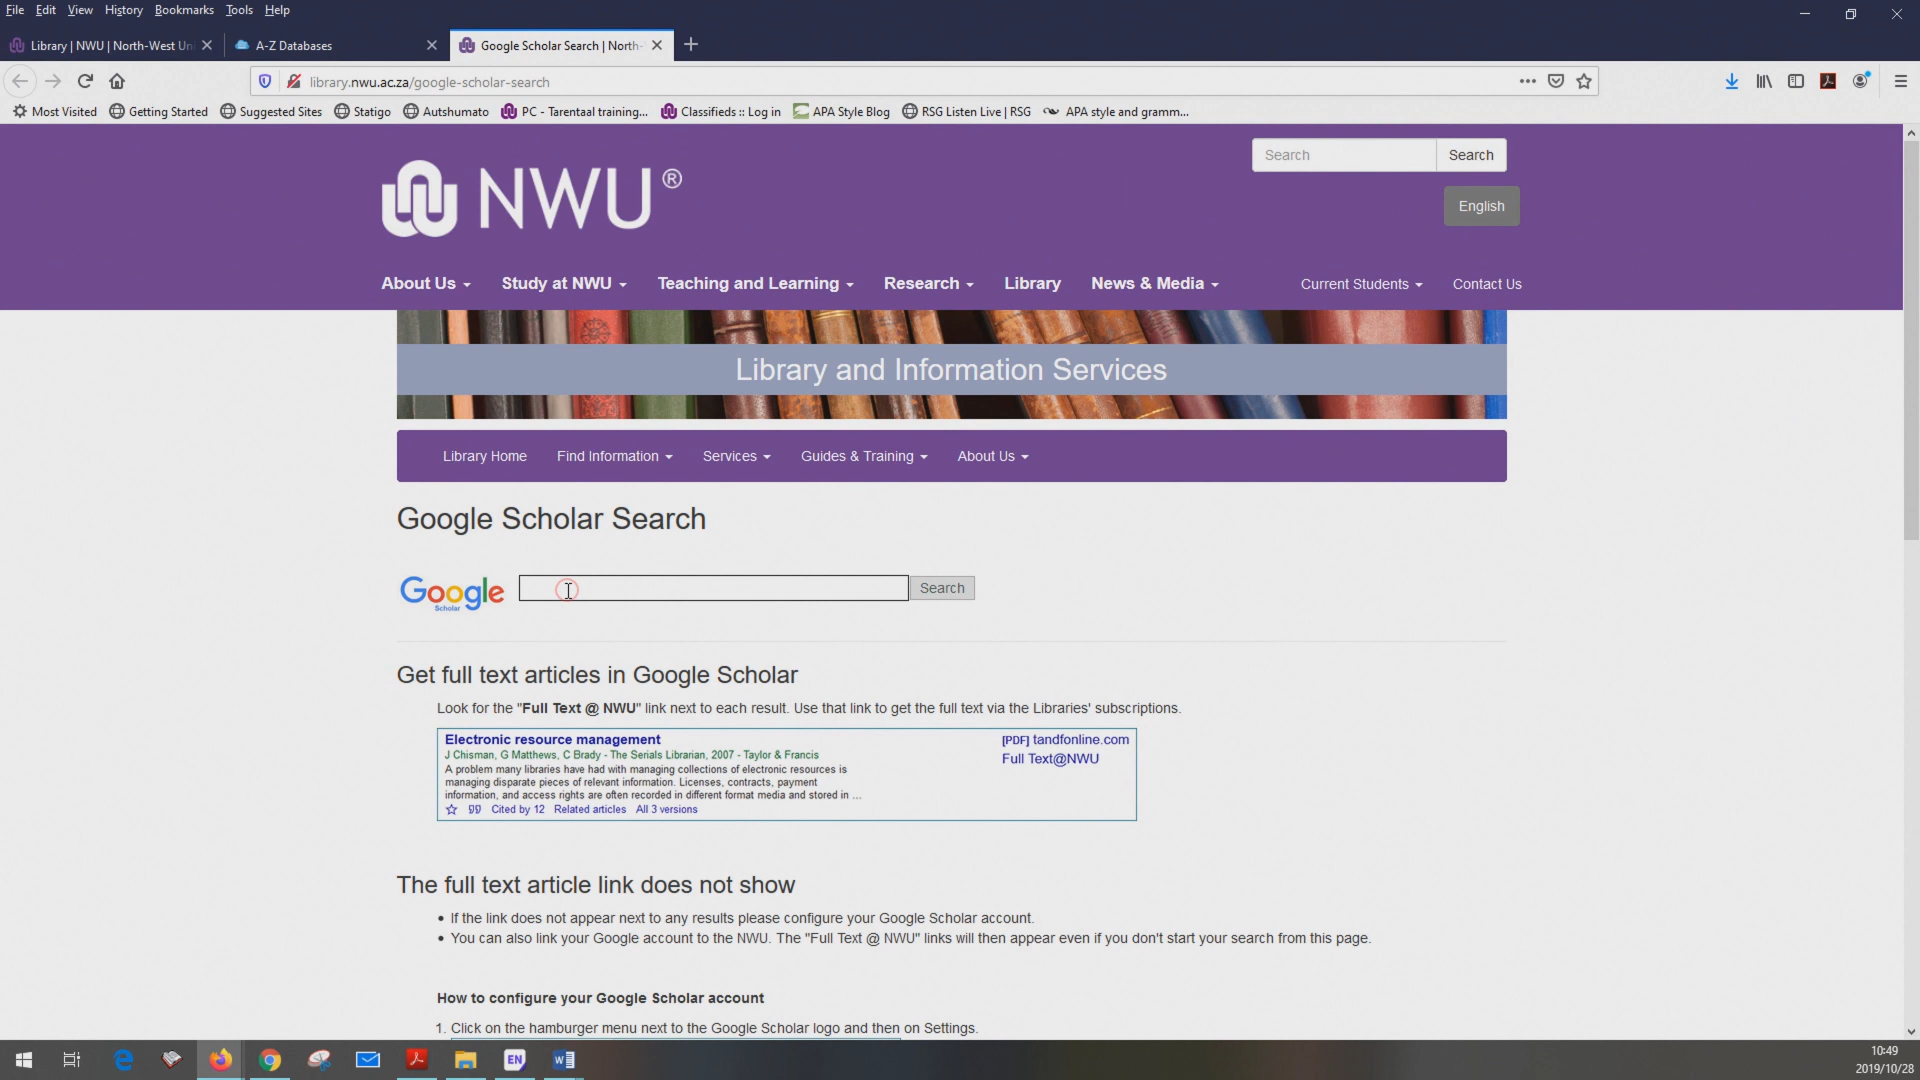 File Edit View History Bookmarks Tools Help
Library | NWU | North-West Un
A-Z Databases
Google Scholar Search | North-
library.nwu.ac.za/google-scholar-search
Most Visited Getting Started Suggested Sites Statigo Autshumato PC - Tarentaal training... Classifieds :: Log in APA Style Blog RSG Listen Live | RSG APA style and gramm...
Search Search
NWU®
English
About Us Study at NWU Teaching and Learning Research Library News & Media Current Students Contact Us
Library and Information Services
Library Home Find Information Services Guides & Training About Us
Google Scholar Search
Google Scholar Search
Get full text articles in Google Scholar
Look for the "Full Text @ NWU" link next to each result. Use that link to get the full text via the Libraries' subscriptions.
Electronic resource management [PDF] tandfonline.com
J Chisman, G Matthews, C Brady - The Serials Librarian, 2007 - Taylor & Francis Full Text@NWU
A problem many libraries have had with managing collections of electronic resources is
managing disparate pieces of relevant information. Licenses, contracts, payment
information, and access rights are often recorded in different format media and stored in ...
Cited by 12 Related articles All 3 versions
The full text article link does not show
• If the link does not appear next to any results please configure your Google Scholar account.
• You can also link your Google account to the NWU. The "Full Text @ NWU" links will then appear even if you don't start your search from this page.
How to configure your Google Scholar account
1. Click on the hamburger menu next to the Google Scholar logo and then on Settings.
EN
10:49
2019/10/28